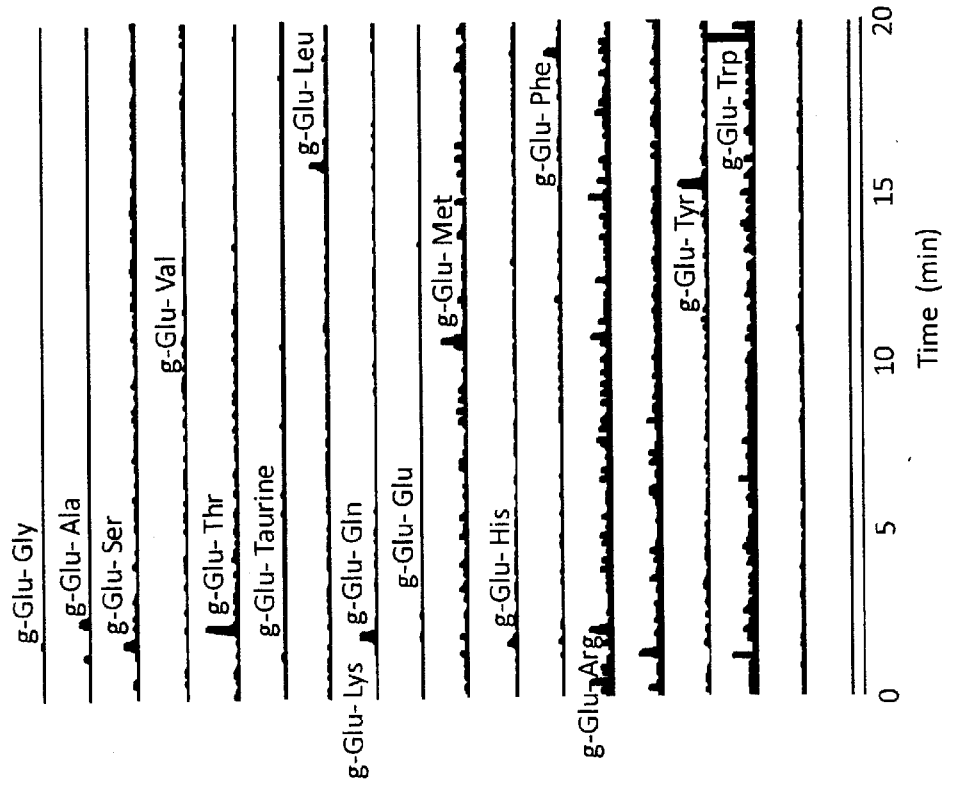 g-Glu- Gly
g-Glu- Ala
g-Glu- Ser
g-Glu- Val
g-Glu- Thr
g-Glu- Taurine
g-Glu- Leu
g-Glu- Lys
g-Glu- Gln
g-Glu- Glu
g-Glu- Met
g-Glu- His
g-Glu- Phe
g-Glu- Arg
g-Glu- Tyr
g-Glu- Trp
0 5 10 15 20
Time (min)